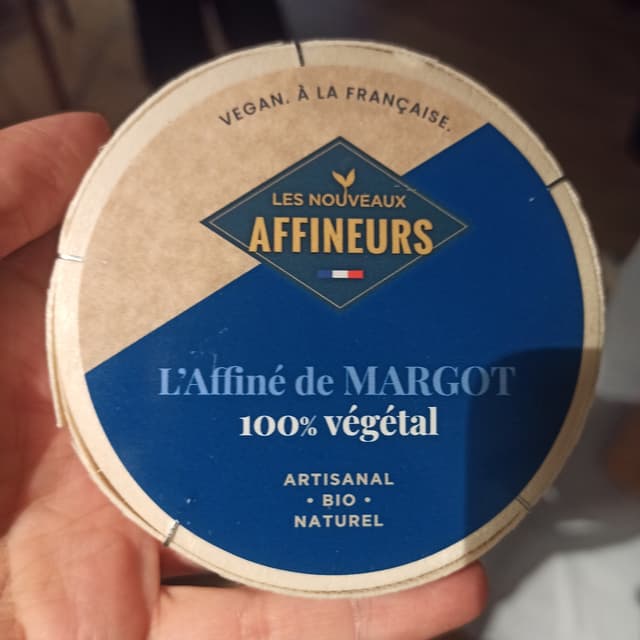 VEGAN. À LA FRANÇAISE.
LES NOUVEAUX
AFFINEURS
L'Affiné de MARGOT
100% végétal
ARTISANAL
• BIO •
NATUREL